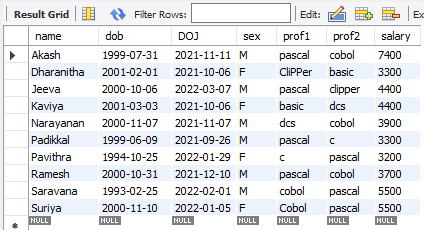 Result Grid Filter Rows: Edit: Export
name dob DOJ sex prof1 prof2 salary
Akash 1999-07-31 2021-11-11 M pascal cobol 7400
Dharanitha 2001-02-01 2021-10-06 F CliPPer basic 3300
Jeeva 2000-10-06 2022-03-07 M pascal clipper 4400
Kaviya 2001-03-03 2021-10-06 F basic dcs 4400
Narayanan 2000-11-07 2021-11-07 M dcs cobol 3900
Padikkal 1999-06-09 2021-09-26 M pascal c 3300
Pavithra 1994-10-25 2022-01-29 F c pascal 3200
Ramesh 2000-10-31 2021-12-10 M pascal cobol 3700
Saravana 1993-02-25 2022-02-01 M cobol pascal 5500
Suriya 2000-11-10 2022-01-05 F Cobol pascal 5500
NULL NULL NULL NULL NULL NULL NULL